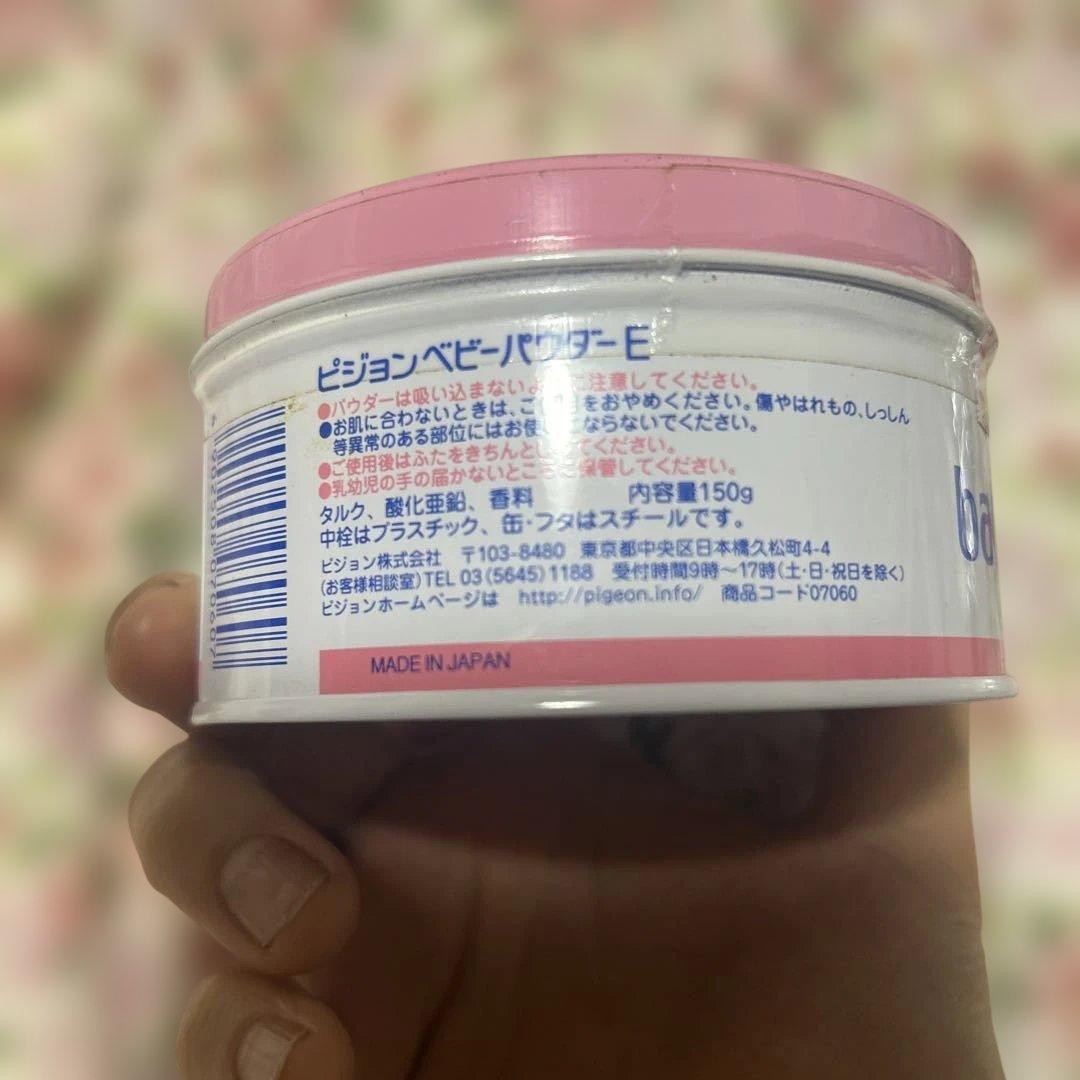 ピジョンベビーパウダーE
●パウダーは吸い込まないよ ご注意してください。
●お肌に合わないときは、ご をおやめください。傷やはれもの、しっしん
等異常のある部位にはお使 にならないでください。
●ご使用後はふたをきちんと してください。
●乳幼児の手の届かないところに保管してください。
タルク、酸化亜鉛、香料 内容量150g
中栓はプラスチック、缶・フタはスチールです。
ピジョン株式会社 〒103-8480 東京都中央区日本橋久松町4-4
(お客様相談室)TEL 03(5645)1188 受付時間9時〜17時(土・日・祝日を除く)
ピジョンホームページは http://pigeon.info/ 商品コード07060
MADE IN JAPAN
ba